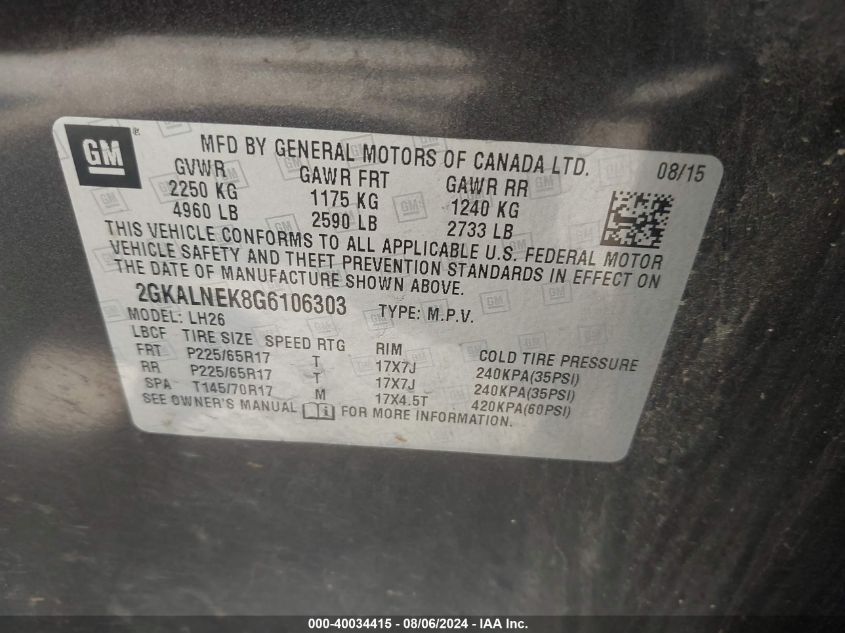 GM
MFD BY GENERAL MOTORS OF CANADA LTD. 08/15
GVWR GAWR FRT GAWR RR
2250 KG 1175 KG 1240 KG
4960 LB 2590 LB 2733 LB
THIS VEHICLE CONFORMS TO ALL APPLICABLE U.S. FEDERAL MOTOR
VEHICLE SAFETY AND THEFT PREVENTION STANDARDS IN EFFECT ON
THE DATE OF MANUFACTURE SHOWN ABOVE.
2GKALNEK8G6106303 TYPE: M.P.V.
MODEL: LH26
LBCF TIRE SIZE SPEED RTG RIM COLD TIRE PRESSURE
FRT P225/65R17 T 17X7J 240KPA(35PSI)
RR P225/65R17 T 17X7J 240KPA(35PSI)
SPA T145/70R17 M 17X4.5T 420KPA(60PSI)
SEE OWNER'S MANUAL FOR MORE INFORMATION.
000-40034415 - 08/06/2024 - IAA Inc.